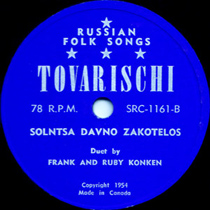 RUSSIAN
FOLK SONGS
TOVARISCHI
78 R.P.M. SRC-1161-B
SOLNTSA DAVNO ZAKOTELOS
Duet by
FRANK AND RUBY KONKEN
Copyright 1954
Made in Canada